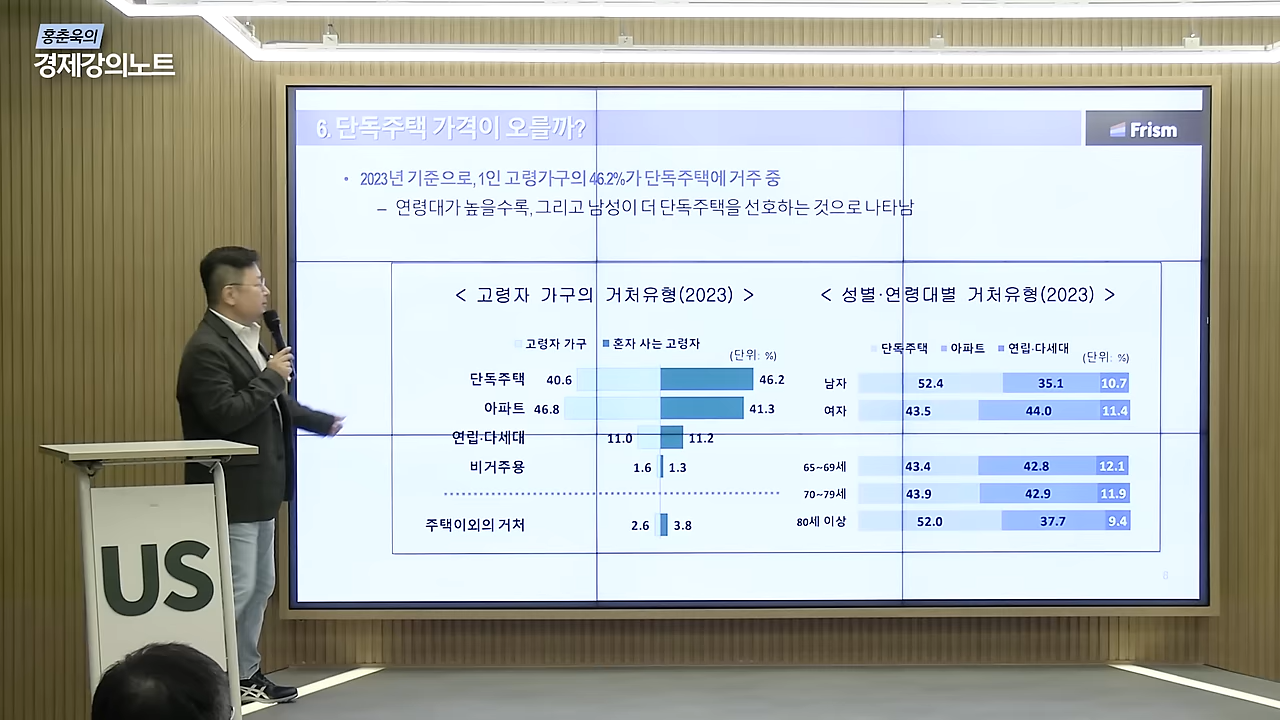 홍춘욱의
경제강의노트
6. 단독주택 가격이 오를까?
Frism
• 2023년 기준으로, 1인 고령가구의 46.2%가 단독주택에 거주 중
– 연령대가 높을수록, 그리고 남성이 더 단독주택을 선호하는 것으로 나타남
< 고령자 가구의 거처유형(2023) >
고령자 가구 혼자 사는 고령자
(단위: %)
단독주택 40.6 46.2
아파트 46.8 41.3
연립·다세대 11.0 11.2
비거주용 1.6 1.3
주택이외의 거처 2.6 3.8
< 성별·연령대별 거처유형(2023) >
단독주택 아파트 연립·다세대
(단위: %)
남자 52.4 35.1 10.7
여자 43.5 44.0 11.4
65~69세 43.4 42.8 12.1
70~79세 43.9 42.9 11.9
80세 이상 52.0 37.7 9.4
8
US